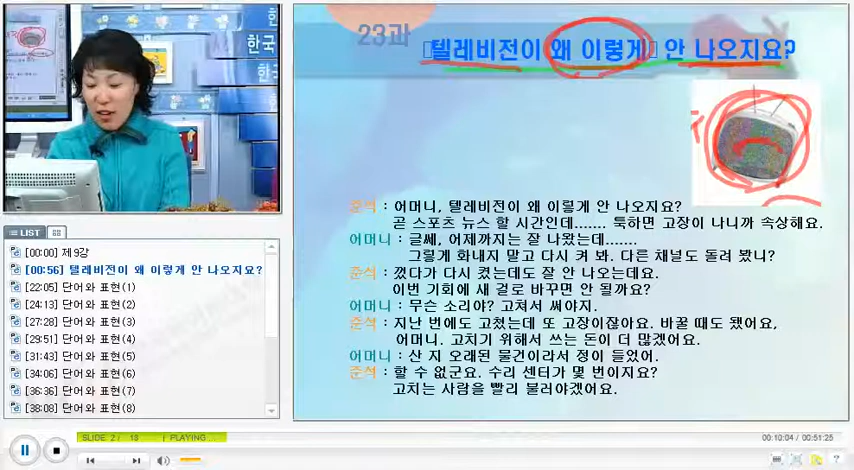 한국
한
23과
텔레비전이 왜 이렇게 안 나오지요?
준석 : 어머니, 텔레비전이 왜 이렇게 안 나오지요?
곧 스포츠 뉴스 할 시간인데....... 툭하면 고장이 나니까 속상해요.
어머니 : 글쎄, 어제까지는 잘 나왔는데.......
그렇게 화내지 말고 다시 켜 봐. 다른 채널도 돌려 봤니?
준석 : 껐다가 다시 켰는데도 잘 안 나오는데요.
이번 기회에 새 걸로 바꾸면 안 될까요?
어머니 : 무슨 소리야? 고쳐서 써야지.
준석 : 지난 번에도 고쳤는데 또 고장이잖아요. 바꿀 때도 됐어요,
어머니. 고치기 위해서 쓰는 돈이 더 많겠어요.
어머니 : 산 지 오래된 물건이라서 정이 들었어.
준석 : 할 수 없군요. 수리 센터가 몇 번이지요?
고치는 사람을 빨리 불러야겠어요.
LIST
[00:00] 제9강
[00:56] 텔레비전이 왜 이렇게 안 나오지요?
[22:05] 단어와 표현(1)
[24:13] 단어와 표현(2)
[27:28] 단어와 표현(3)
[29:51] 단어와 표현(4)
[31:43] 단어와 표현(5)
[34:06] 단어와 표현(6)
[36:36] 단어와 표현(7)
[38:08] 단어와 표현(8)
SLIDE 2 / 13 | PLAYING...
00:10:04 / 00:51:25